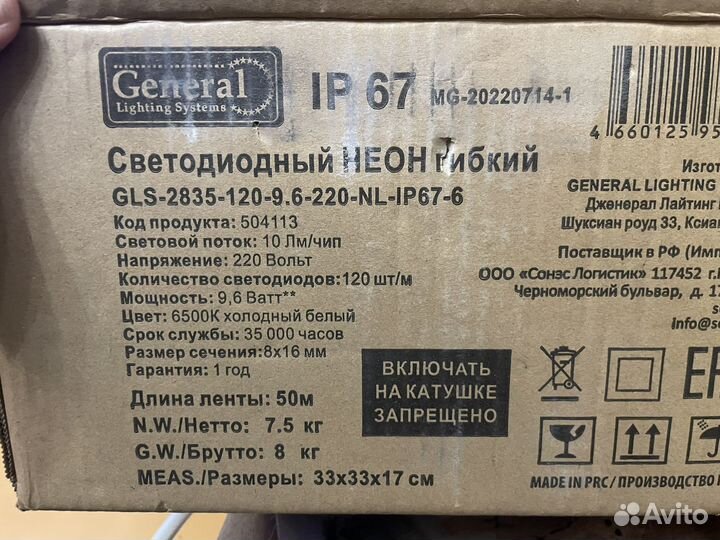 General
Lighting Systems
IP 67 MG-20220714-1
4 660125 95
Светодиодный НЕОН гибкий
GLS-2835-120-9.6-220-NL-IP67-6
Код продукта: 504113
Световой поток: 10 Лм/чип
Напряжение: 220 Вольт
Количество светодиодов:120 шт/м
Мощность: 9,6 Ватт**
Цвет: 6500К холодный белый
Срок службы: 35 000 часов
Размер сечения:8х16 мм
Гарантия: 1 год
Длина ленты: 50м
N.W./Нетто: 7.5 кг
G.W./Брутто: 8 кг
MEAS./Размеры: 33х33х17 см
ВКЛЮЧАТЬ
НА КАТУШКЕ
ЗАПРЕЩЕНО
Изгот
GENERAL LIGHTING
Дженерал Лайтинг
Шуксиан роуд 33, Ксиа
Поставщик в РФ (Имп
ООО «Сонэс Логистик» 117452 г.
Черноморский бульвар, д. 17
info@s
MADE IN PRC/ПРОИЗВОДСТВО
Avito